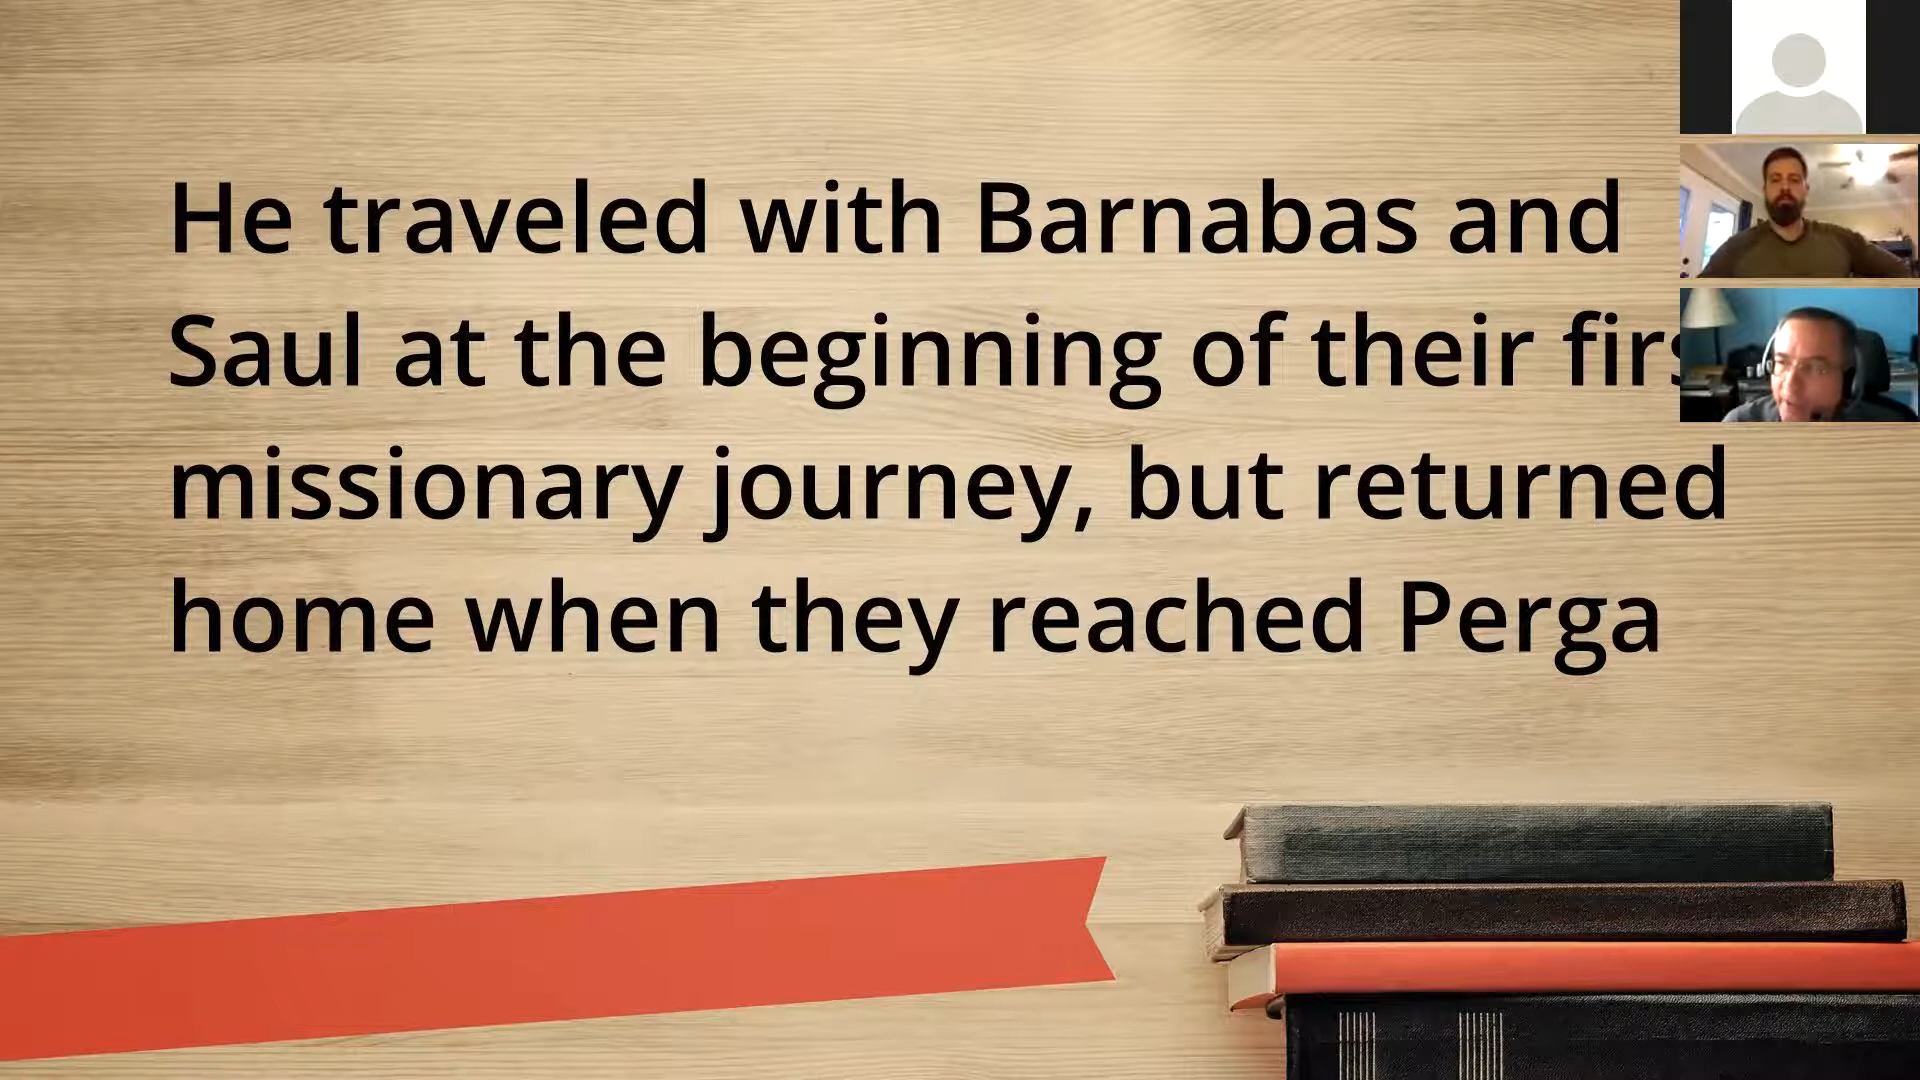 He traveled with Barnabas and
Saul at the beginning of their
missionary journey, but returned
home when they reached Perga